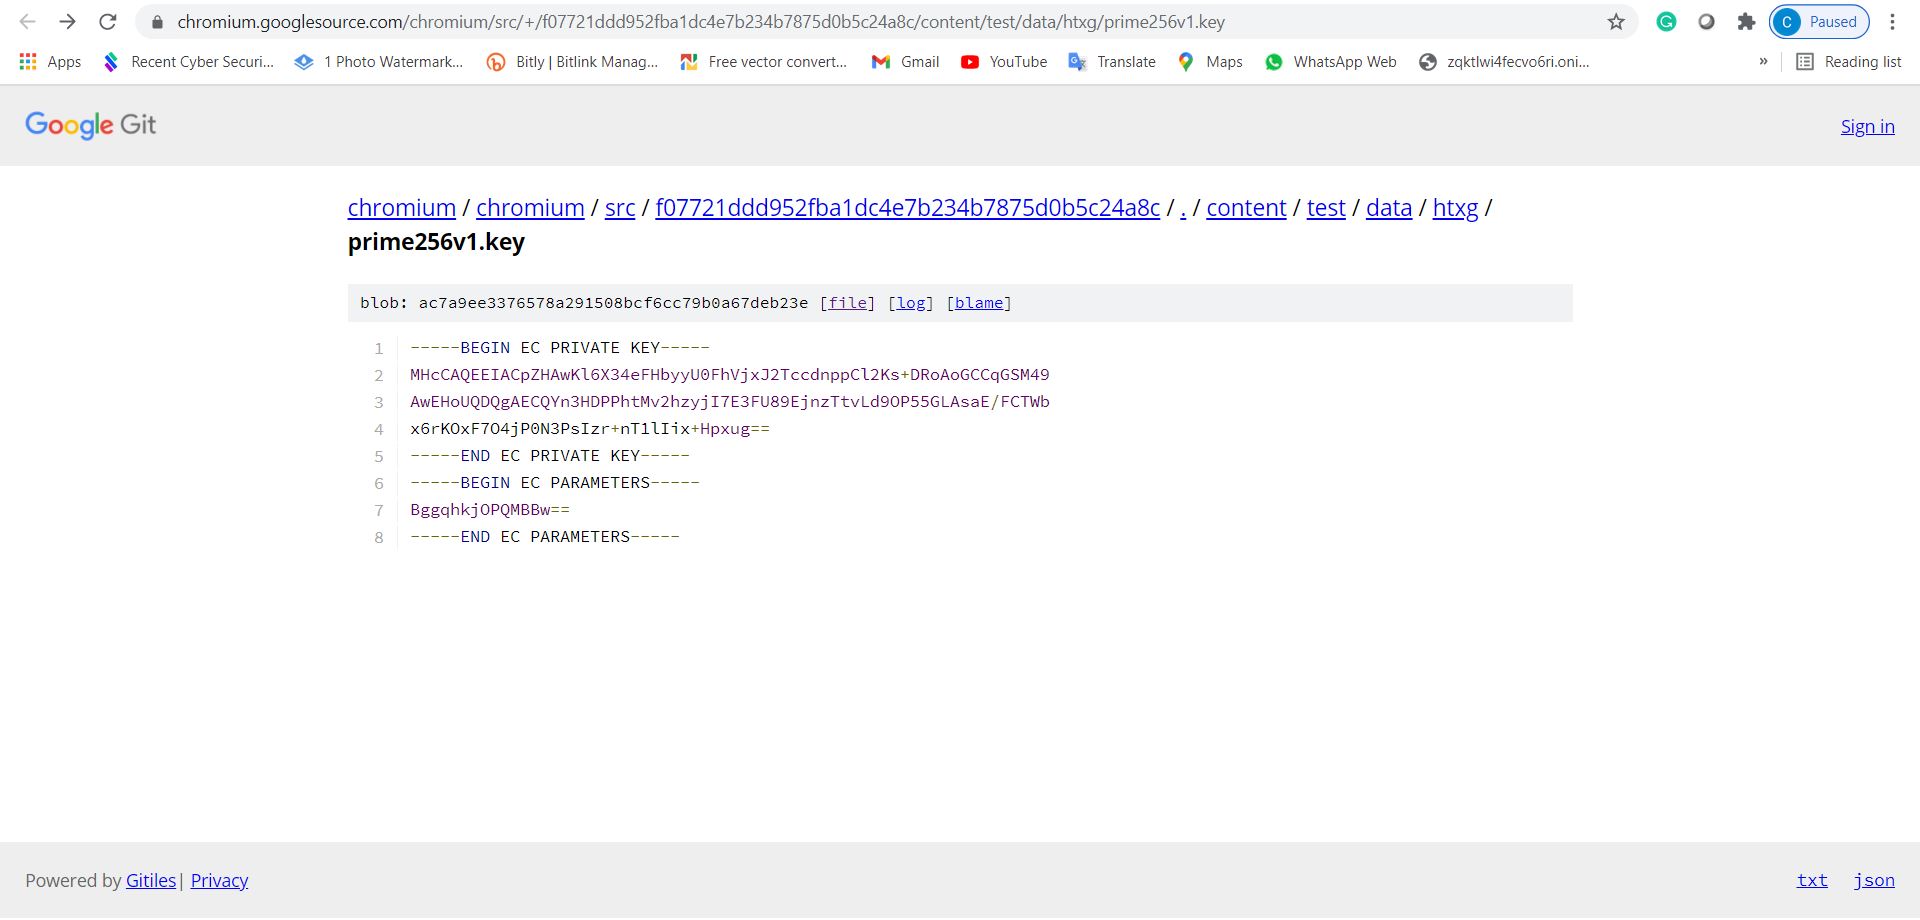 chromium.googlesource.com/chromium/src/+/f07721ddd952fba1dc4e7b234b7875d0b5c24a8c/content/test/data/htxg/prime256v1.key
C Paused
Apps Recent Cyber Securi... 1 Photo Watermark... Bitly | Bitlink Manag... Free vector convert... Gmail YouTube Translate Maps WhatsApp Web zqktlwi4fecvo6ri.oni... » Reading list
Google Git
Sign in
chromium / chromium / src / f07721ddd952fba1dc4e7b234b7875d0b5c24a8c / . / content / test / data / htxg /
prime256v1.key
blob: ac7a9ee3376578a291508bcf6cc79b0a67deb23e [file] [log] [blame]
1 -----BEGIN EC PRIVATE KEY-----
2 MHcCAQEEIACpZHAwKl6X34eFHbyyU0FhVjxJ2TccdnppCl2Ks+DRoAoGCCqGSM49
3 AwEHoUQDQgAECQYn3HDPPhtMv2hzyjI7E3FU89EjnzTtvLd9OP55GLAsaE/FCTWb
4 x6rKOxF7O4jP0N3PsIzr+nT1lIix+Hpxug==
5 -----END EC PRIVATE KEY-----
6 -----BEGIN EC PARAMETERS-----
7 BggqhkjOPQMBBw==
8 -----END EC PARAMETERS-----
Powered by Gitiles| Privacy
txt json